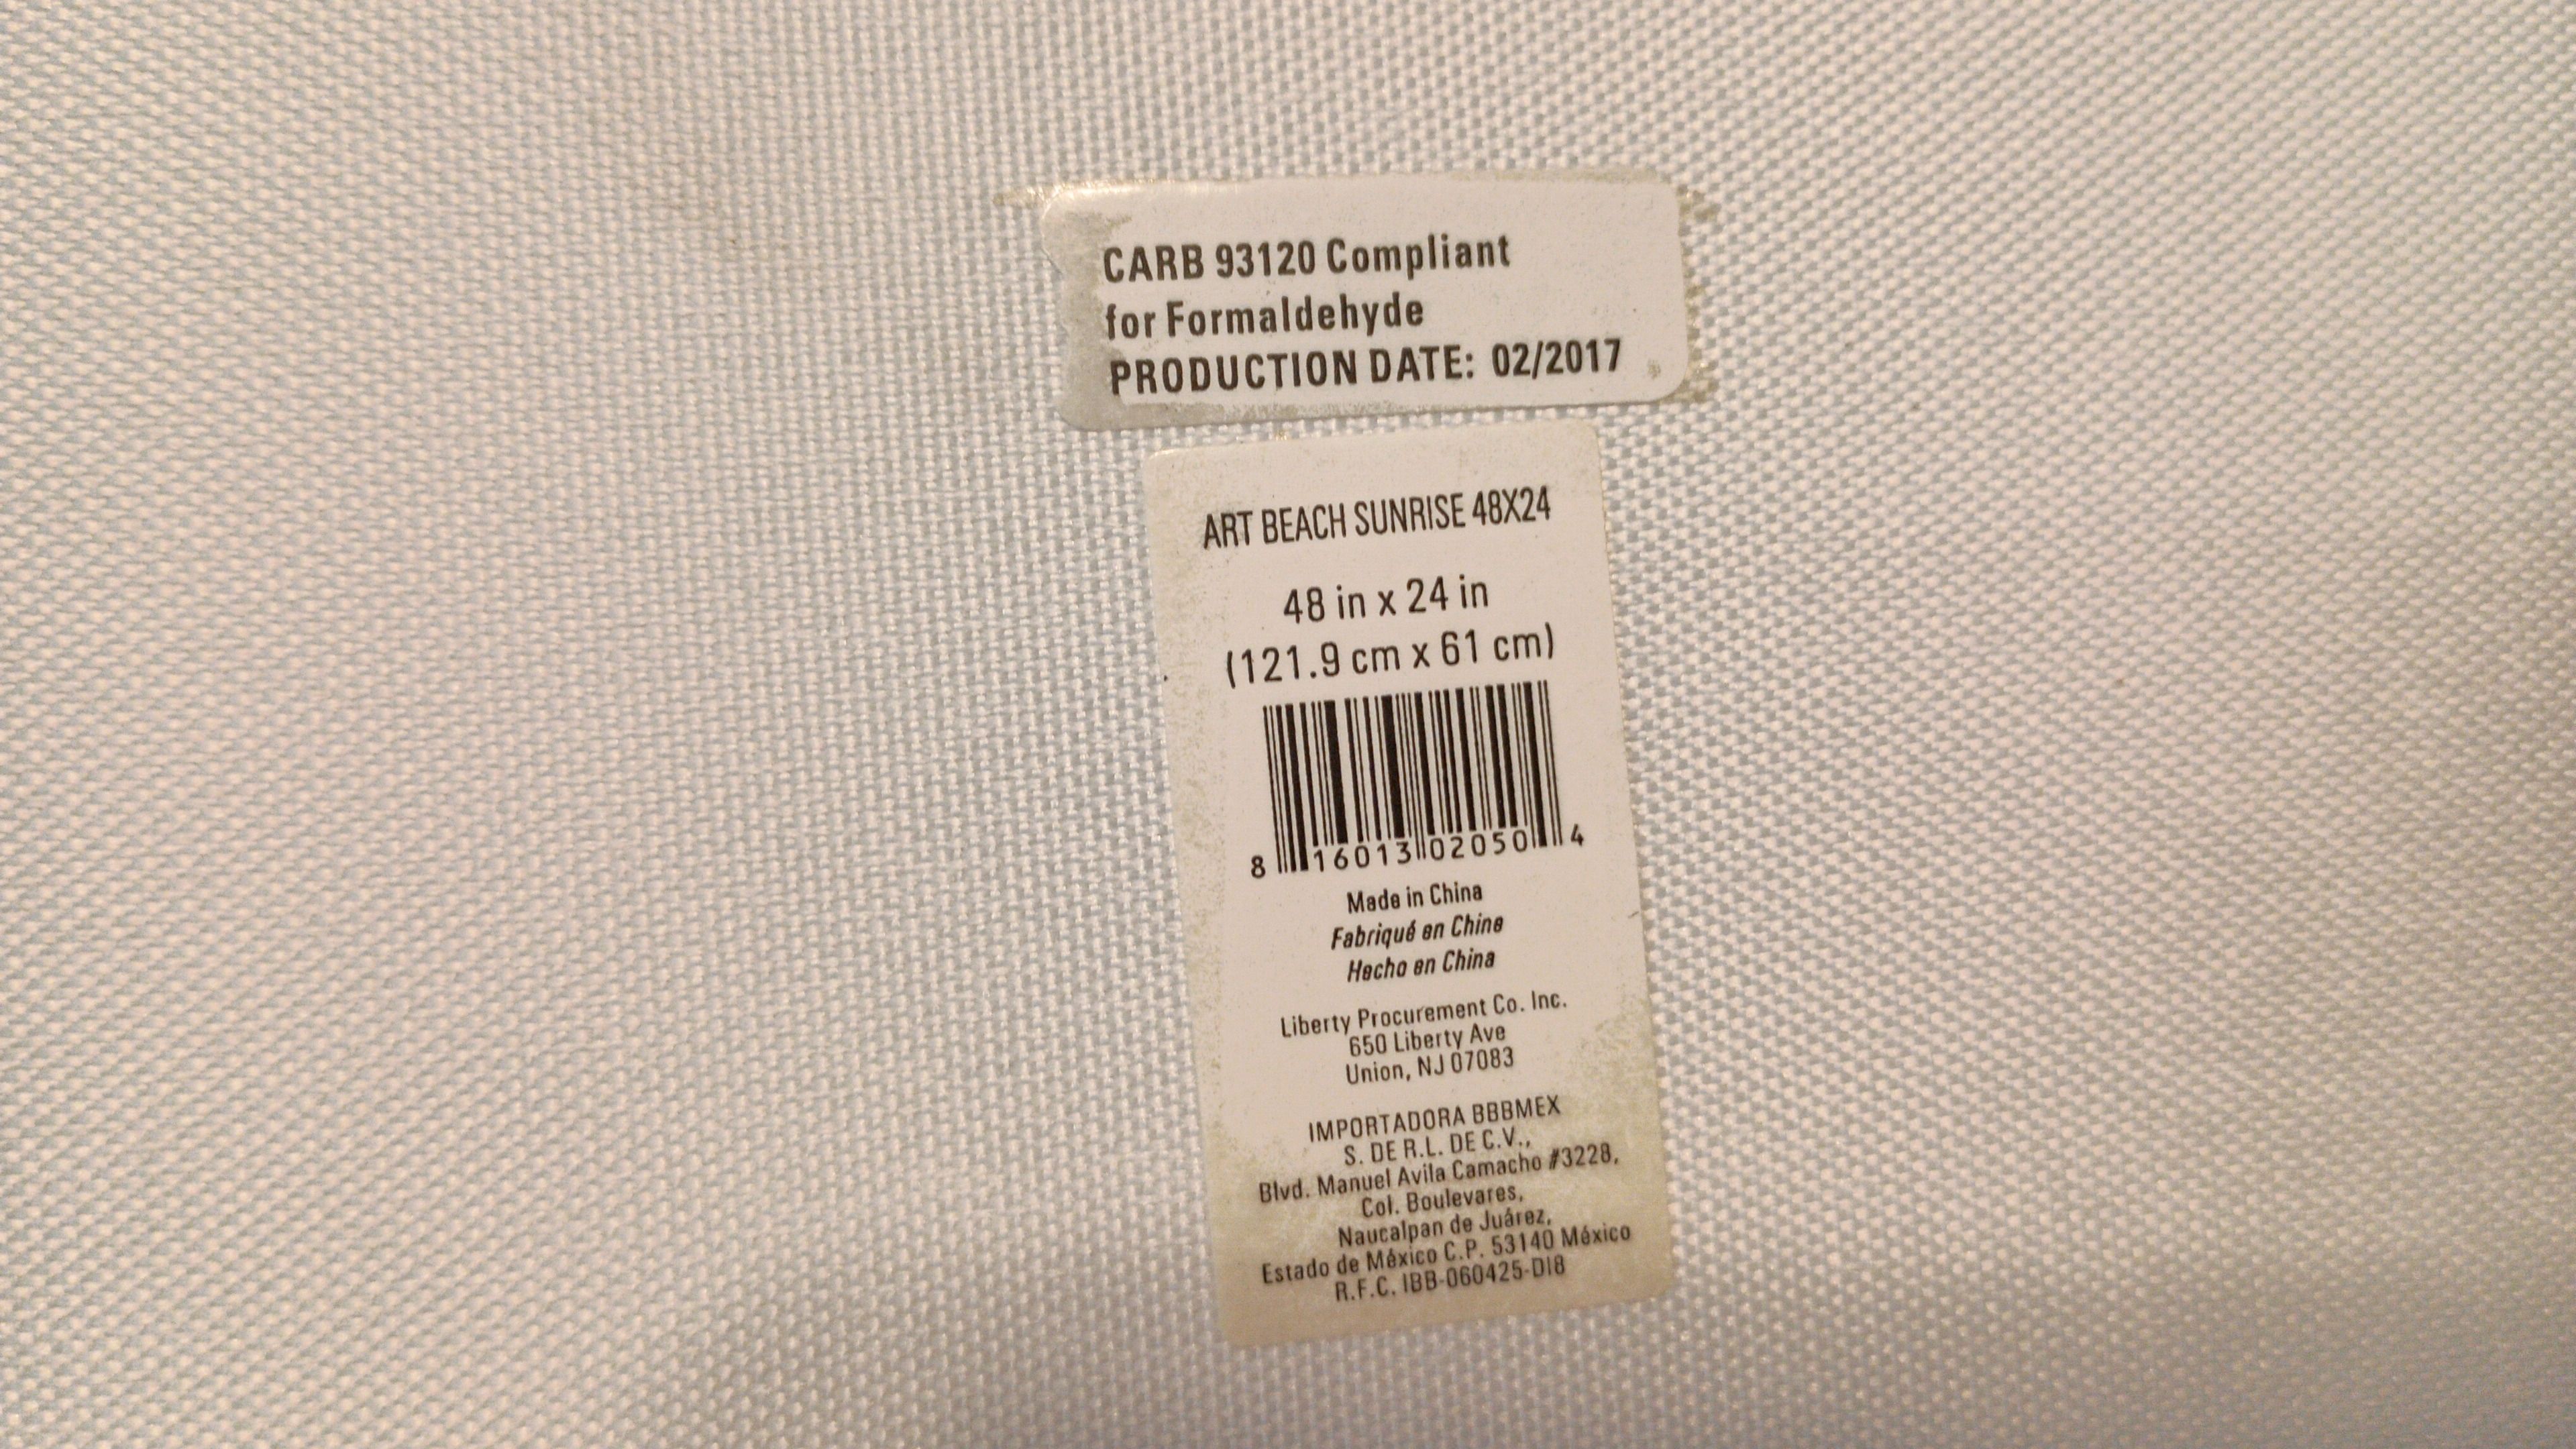 CARB 93120 Compliant
for Formaldehyde
PRODUCTION DATE: 02/2017
ART BEACH SUNRISE 48X24
48 in x 24 in
(121.9 cm x 61 cm)
8 16013 02050 4
Made in China
Fabriqué en Chine
Hecho en China
Liberty Procurement Co. Inc.
650 Liberty Ave
Union, NJ 07083
IMPORTADORA BBBMEX
S. DE R.L. DE C.V.,
Blvd. Manuel Avila Camacho #3228,
Col. Boulevares,
Naucalpan de Juárez,
Estado de México C.P. 53140 México
R.F.C. IBB-060425-DI8